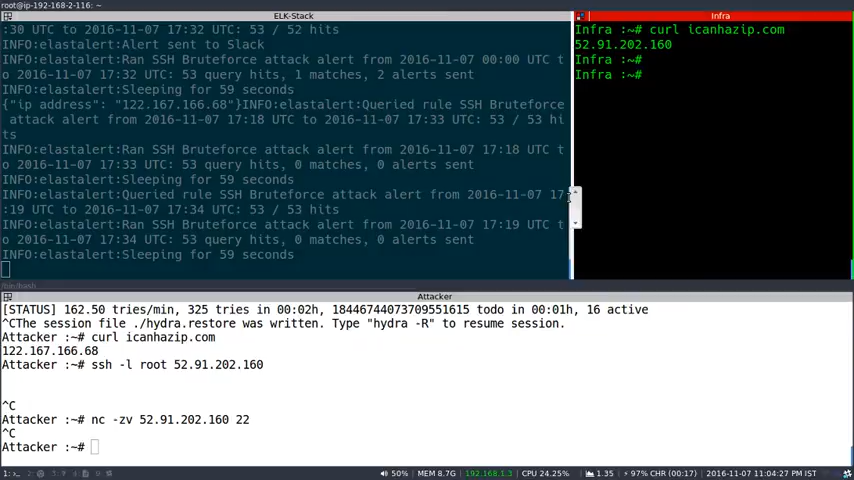 root@ip-192-168-2-116: ~
ELK-Stack
:30 UTC to 2016-11-07 17:32 UTC: 53 / 52 hits
INFO:elastalert:Alert sent to Slack
INFO:elastalert:Ran SSH Bruteforce attack alert from 2016-11-07 00:00 UTC t
o 2016-11-07 17:32 UTC: 53 query hits, 1 matches, 2 alerts sent
INFO:elastalert:Sleeping for 59 seconds
{"ip address": "122.167.166.68"}INFO:elastalert:Queried rule SSH Bruteforce
attack alert from 2016-11-07 17:18 UTC to 2016-11-07 17:33 UTC: 53 / 53 hi
ts
INFO:elastalert:Ran SSH Bruteforce attack alert from 2016-11-07 17:18 UTC t
o 2016-11-07 17:33 UTC: 53 query hits, 0 matches, 0 alerts sent
INFO:elastalert:Sleeping for 59 seconds
INFO:elastalert:Queried rule SSH Bruteforce attack alert from 2016-11-07 17
:19 UTC to 2016-11-07 17:34 UTC: 53 / 53 hits
INFO:elastalert:Ran SSH Bruteforce attack alert from 2016-11-07 17:19 UTC t
o 2016-11-07 17:34 UTC: 53 query hits, 0 matches, 0 alerts sent
INFO:elastalert:Sleeping for 59 seconds
Infra
Infra :~# curl icanhazip.com
52.91.202.160
Infra :~#
Infra :~#
/bin/bash
Attacker
[STATUS] 162.50 tries/min, 325 tries in 00:02h, 18446744073709551615 todo in 00:01h, 16 active
^CThe session file ./hydra.restore was written. Type "hydra -R" to resume session.
Attacker :~# curl icanhazip.com
122.167.166.68
Attacker :~# ssh -l root 52.91.202.160
^C
Attacker :~# nc -zv 52.91.202.160 22
^C
Attacker :~#
1: 50% MEM 8.7G 192.168.1.3 CPU 24.25% 1.35 97% CHR (00:17) 2016-11-07 11:04:27 PM IST